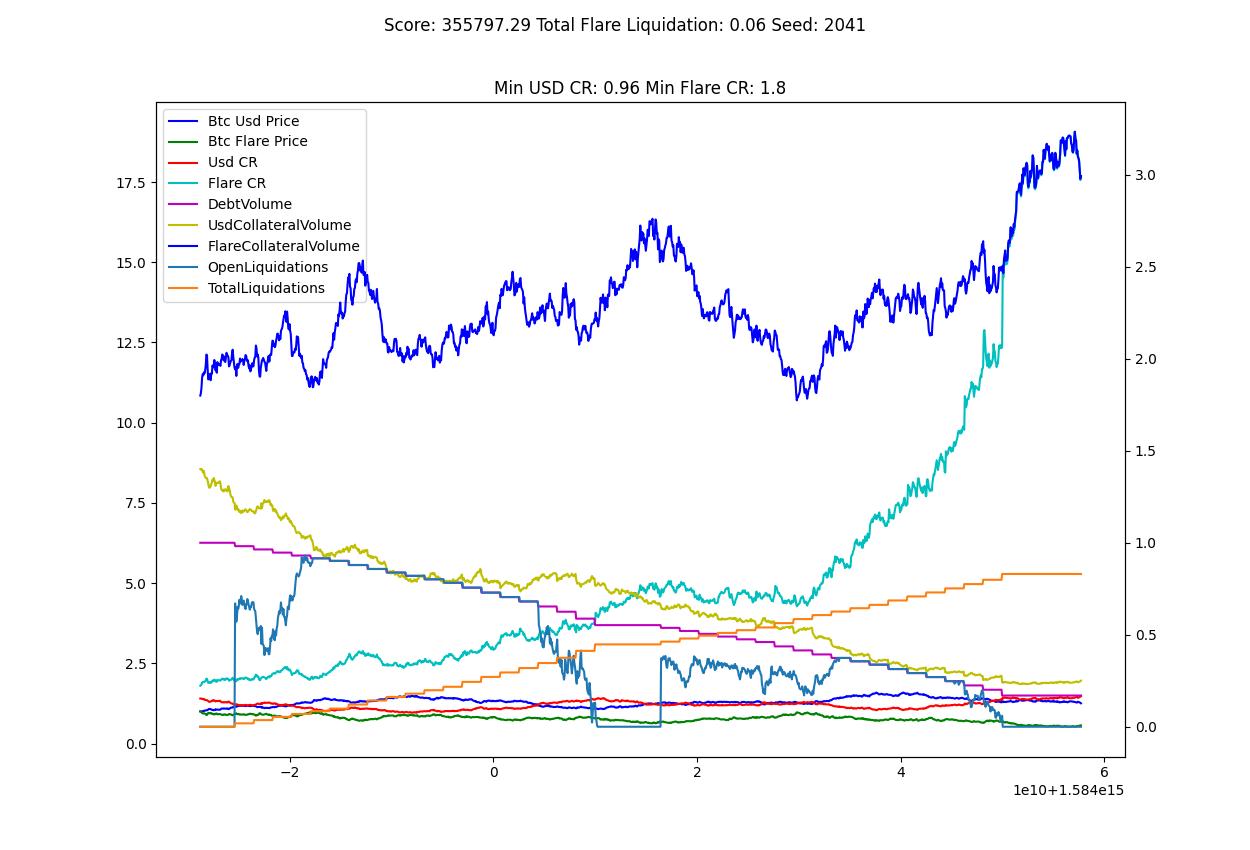 Score: 355797.29 Total Flare Liquidation: 0.06 Seed: 2041
Min USD CR: 0.96 Min Flare CR: 1.8
Btc Usd Price
Btc Flare Price
Usd CR
Flare CR
DebtVolume
UsdCollateralVolume
FlareCollateralVolume
OpenLiquidations
TotalLiquidations
17.5
15.0
12.5
10.0
7.5
5.0
2.5
0.0
3.0
2.5
2.0
1.5
1.0
0.5
0.0
−2 0 2 4 6
1e10+1.584e15